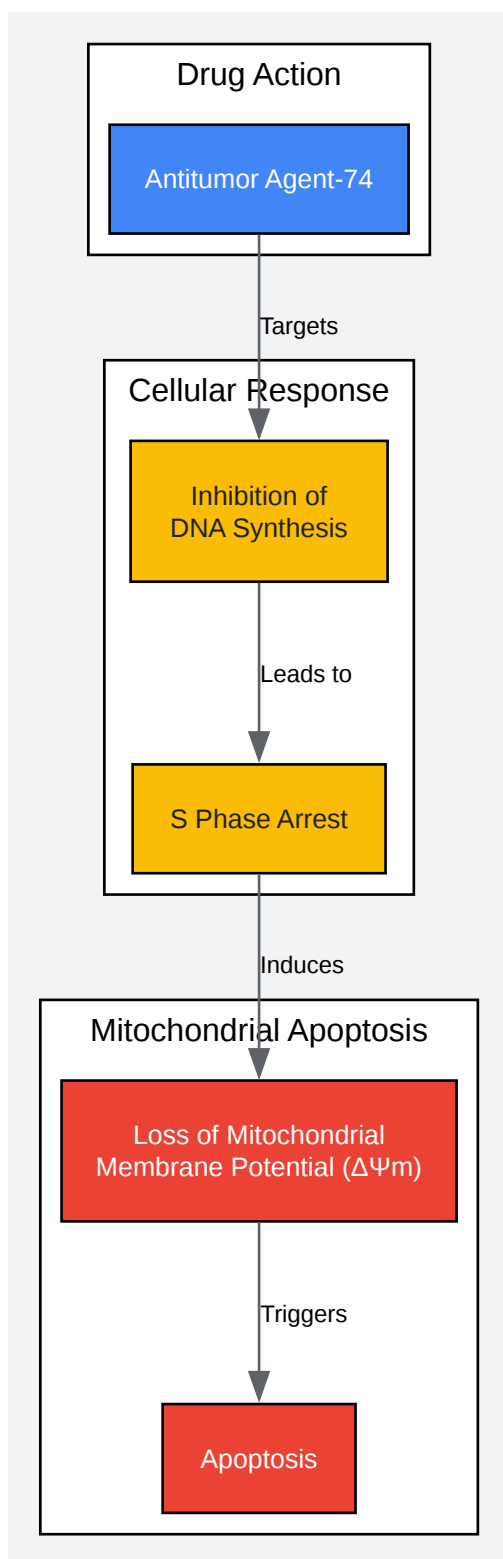 Drug Action
Antitumor Agent-74
Targets
Cellular Response
Inhibition of
DNA Synthesis
Leads to
S Phase Arrest
Induces
Mitochondrial Apoptosis
Loss of Mitochondrial
Membrane Potential (ΔΨm)
Triggers
Apoptosis